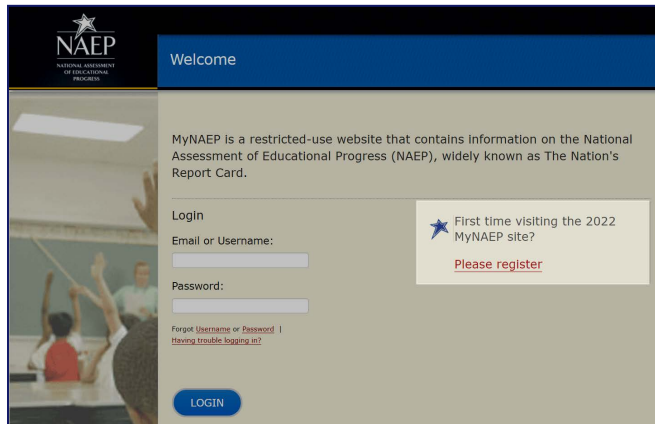 NAEP
NATIONAL ASSESSMENT
OF EDUCATIONAL
PROGRESS
Welcome
MyNAEP is a restricted-use website that contains information on the National
Assessment of Educational Progress (NAEP), widely known as The Nation's
Report Card.
Login
Email or Username:
Password:
Forgot Username or Password |
Having trouble logging in?
LOGIN
First time visiting the 2022
MyNAEP site?
Please register